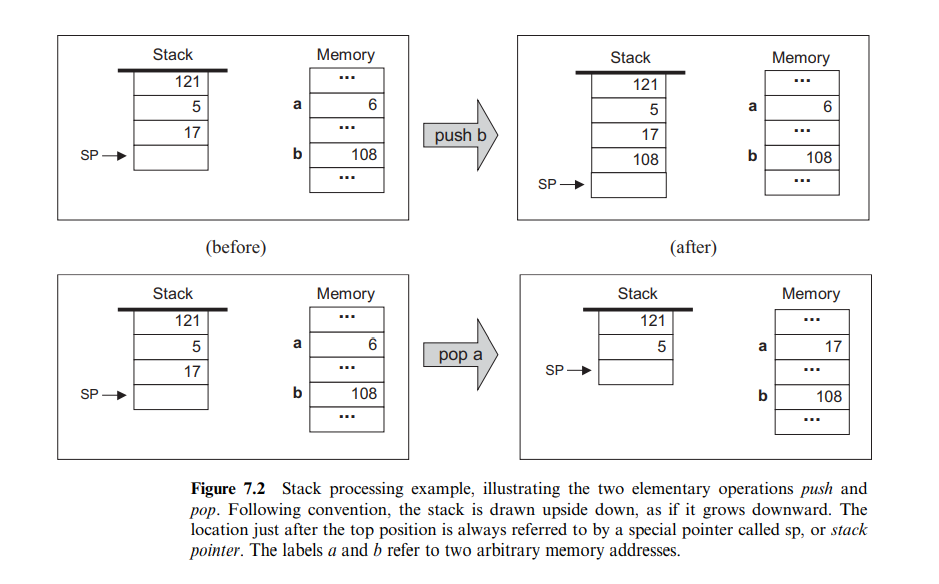 Stack Memory Stack Memory
121 ... 121 ...
5 a 6 5 a 6
17 ... push b 17 ...
SP b 108 108 b 108
... SP ...
(before) (after)
Stack Memory Stack Memory
121 ... 121 ...
5 a 6 5 a 17
17 ... pop a SP ...
SP b 108 b 108
... ...
Figure 7.2 Stack processing example, illustrating the two elementary operations push and
pop. Following convention, the stack is drawn upside down, as if it grows downward. The
location just after the top position is always referred to by a special pointer called sp, or stack
pointer. The labels a and b refer to two arbitrary memory addresses.